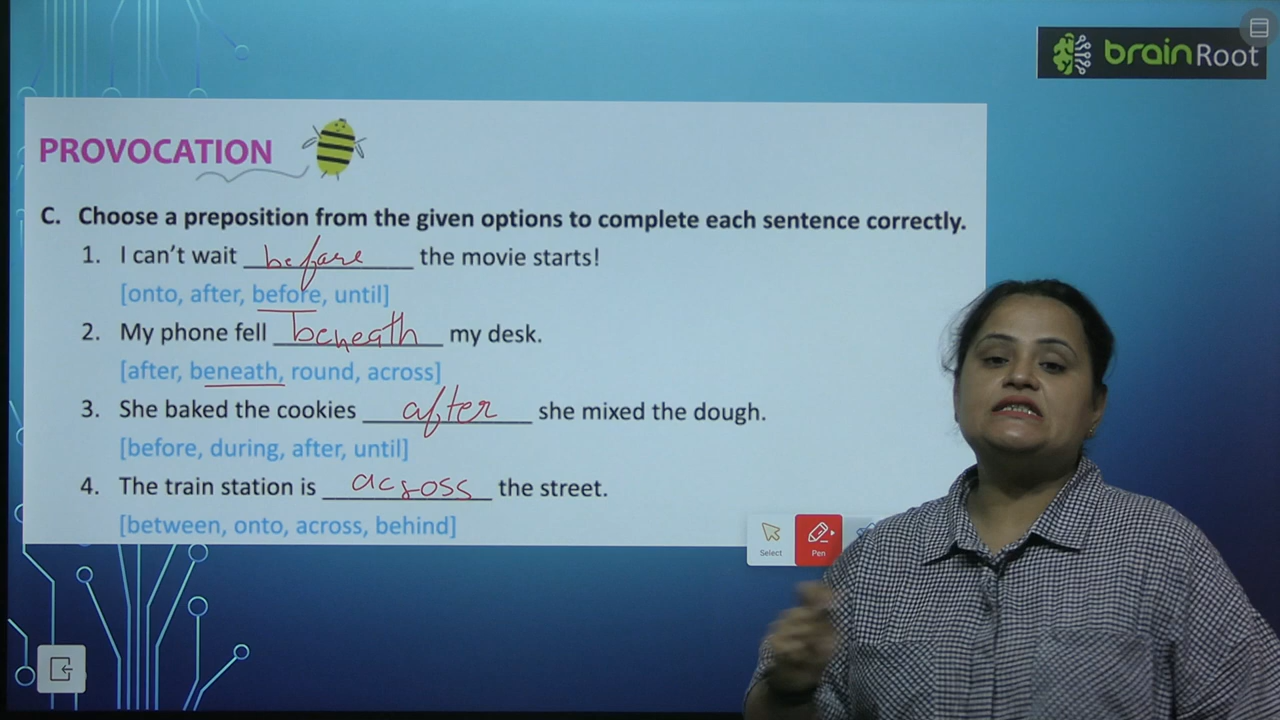 brainRoot
PROVOCATION
C. Choose a preposition from the given options to complete each sentence correctly.
1. I can't wait before the movie starts!
[onto, after, before, until]
2. My phone fell beneath my desk.
[after, beneath, round, across]
3. She baked the cookies after she mixed the dough.
[before, during, after, until]
4. The train station is across the street.
[between, onto, across, behind]
Select Pen